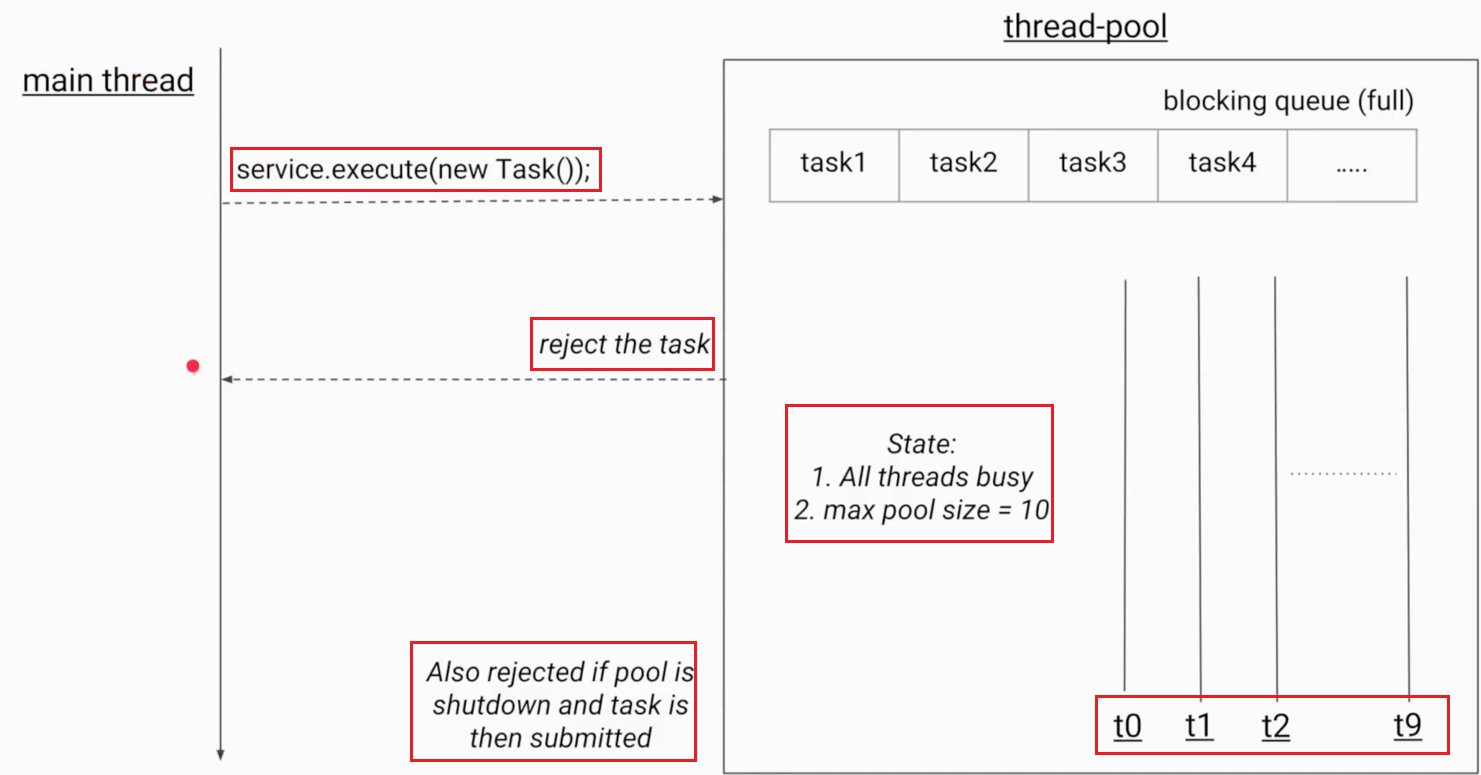 thread-pool
main thread
blocking queue (full)
service.execute(new Task());
task1 task2 task3 task4 .....
reject the task
State:
1. All threads busy
2. max pool size = 10
Also rejected if pool is
shutdown and task is
then submitted
t0 t1 t2 t9